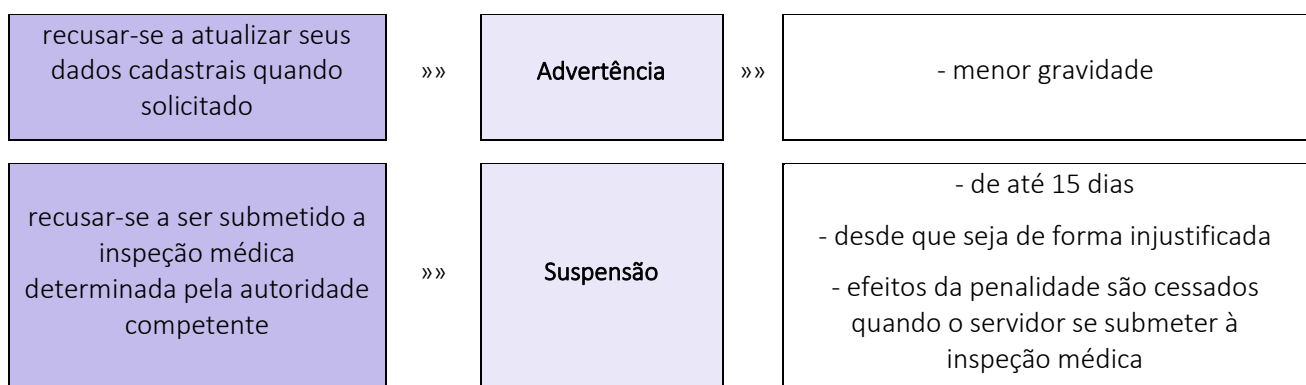 recusar-se a atualizar seus
dados cadastrais quando
solicitado
»»
Advertência
»»
- menor gravidade
recusar-se a ser submetido a
inspeção médica
determinada pela autoridade
competente
»»
Suspensão
- de até 15 dias
- desde que seja de forma injustificada
- efeitos da penalidade são cessados
quando o servidor se submeter à
inspeção médica